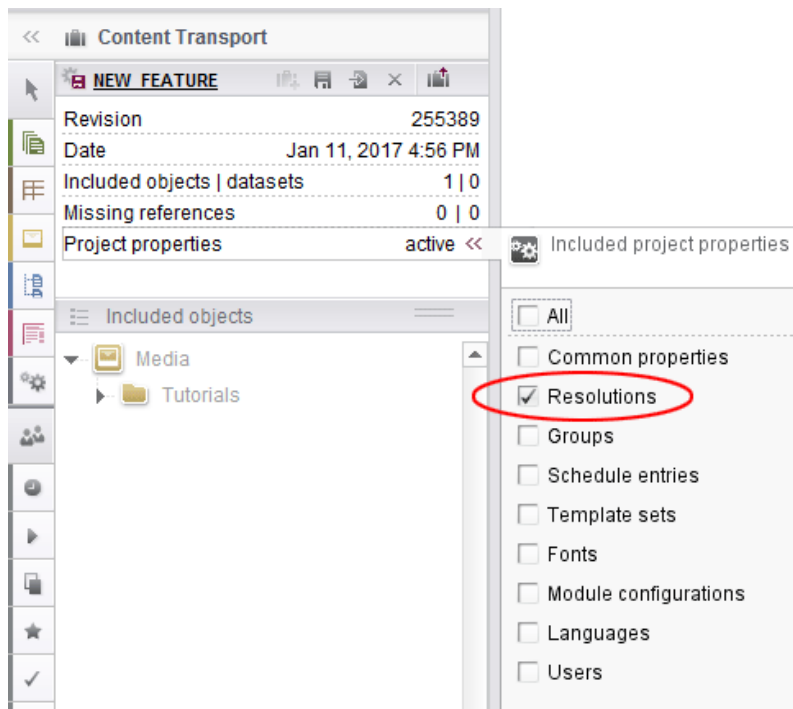 Content Transport
NEW_FEATURE
Revision 255389
Date Jan 11, 2017 4:56 PM
Included objects | datasets 1 | 0
Missing references 0 | 0
Project properties active
Included objects
Media
Tutorials
Included project properties
All
Common properties
Resolutions
Groups
Schedule entries
Template sets
Fonts
Module configurations
Languages
Users